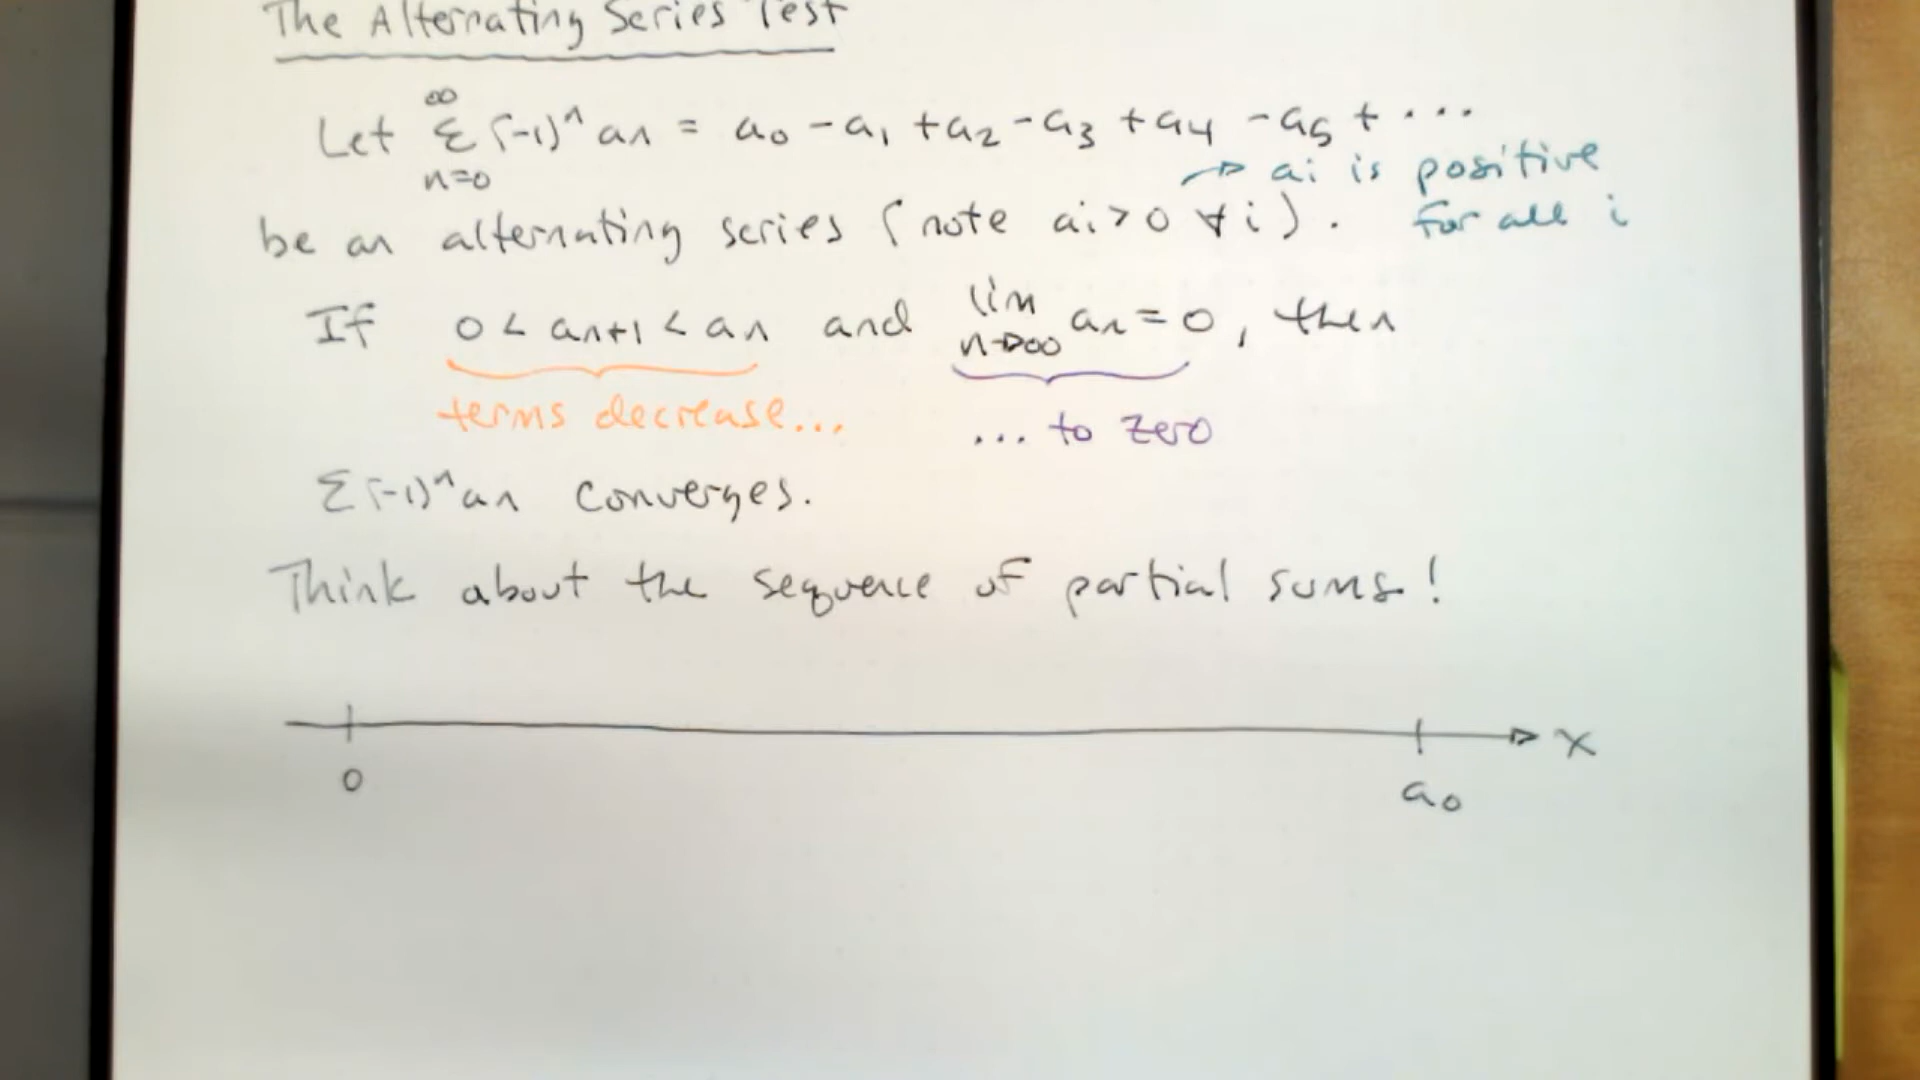 The Alternating Series Test
Let ∞ Σ n=0 (-1)^n an = a0 - a1 + a2 - a3 + a4 - a5 + ...
→ ai is positive
be an alternating series (note ai > 0 ∀ i). for all i
If 0 < an+1 < an and lim n→∞ an = 0, then
terms decrease... ... to zero
Σ(-1)^n an converges.
Think about the sequence of partial sums!
x
0 a0